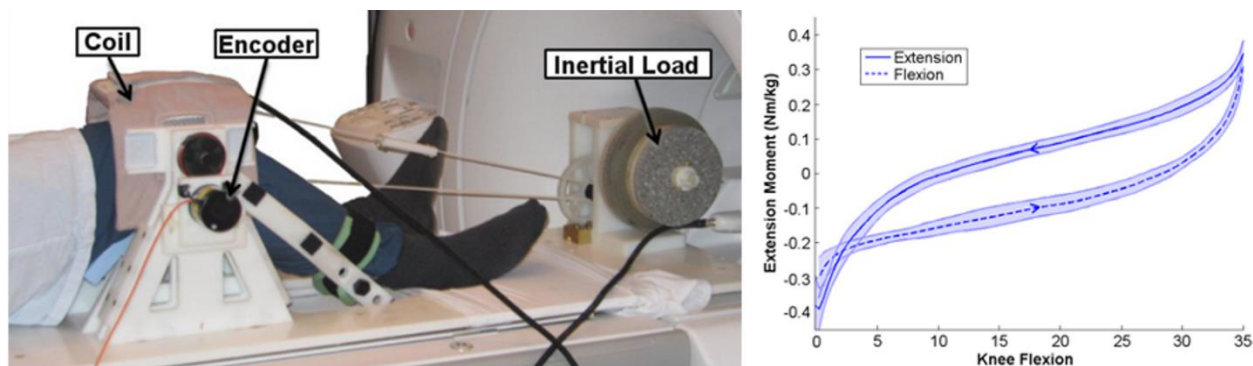 Coil
Encoder
Inertial Load
Extension
Flexion
Extension Moment (Nm/kg)
0.4
0.3
0.2
0.1
0
-0.1
-0.2
-0.3
-0.4
0 5 10 15 20 25 30 35
Knee Flexion